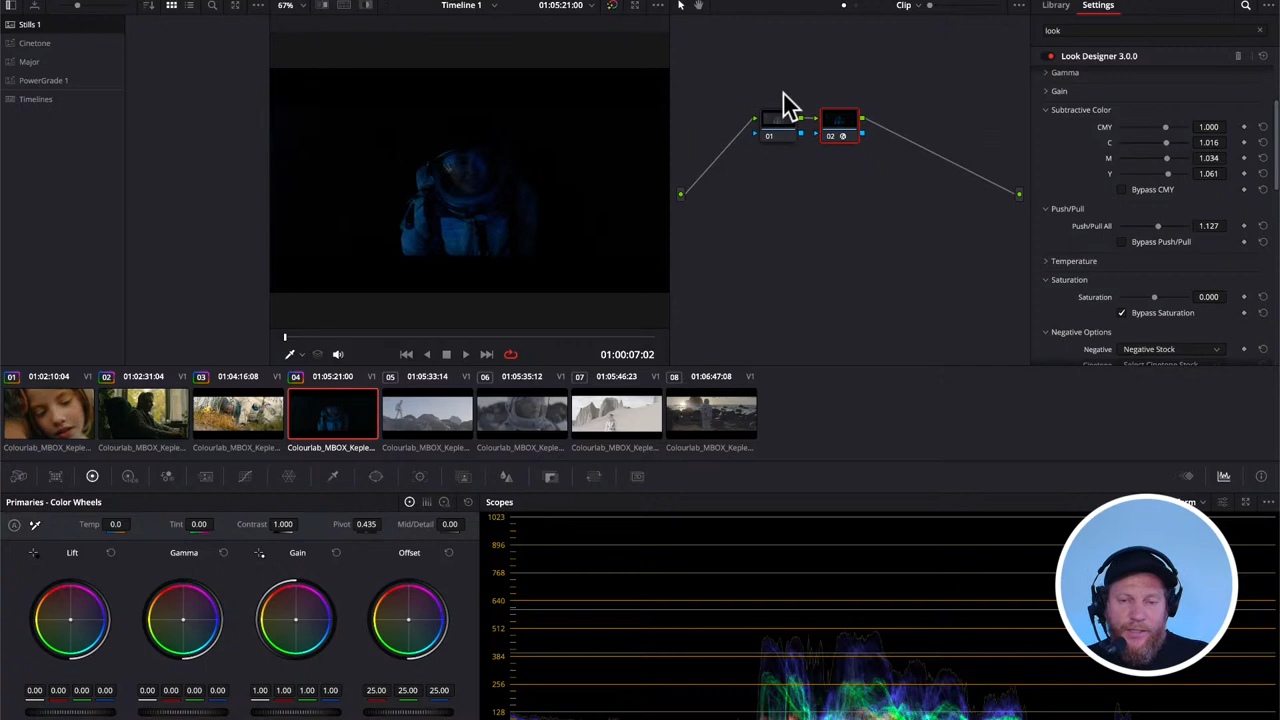 67%
Timeline 1
01:05:21:00
Clip
Library
Settings
Stills 1
look
Cinetone
Look Designer 3.0.0
Major
Gamma
PowerGrade 1
Gain
Timelines
Subtractive Color
CMY 1.000
C 1.016
01
02
M 1.034
Y 1.061
Bypass CMY
Push/Pull
Push/Pull All 1.127
Bypass Push/Pull
Temperature
Saturation
Saturation 0.000
Bypass Saturation
Negative Options
Negative Negative Stock
01:00:07:02
01 01:02:10:04 V1
02 01:02:31:04 V1
03 01:04:16:08 V1
04 01:05:21:00 V1
05 01:05:33:14 V1
06 01:05:35:12 V1
07 01:05:46:23 V1
08 01:06:47:08 V1
Colourlab_MBOX_Keple...
Colourlab_MBOX_Keple...
Colourlab_MBOX_Keple...
Colourlab_MBOX_Keple...
Colourlab_MBOX_Keple...
Colourlab_MBOX_Keple...
Colourlab_MBOX_Keple...
Colourlab_MBOX_Keple...
Primaries - Color Wheels
Scopes
A
Temp 0.0
Tint 0.00
Contrast 1.000
Pivot 0.435
Mid/Detail 0.00
Lift
Gamma
Gain
Offset
0.00 0.00 0.00 0.00
0.00 0.00 0.00 0.00
1.00 1.00 1.00 1.00
25.00 25.00 25.00
1023
896
768
640
512
384
256
128